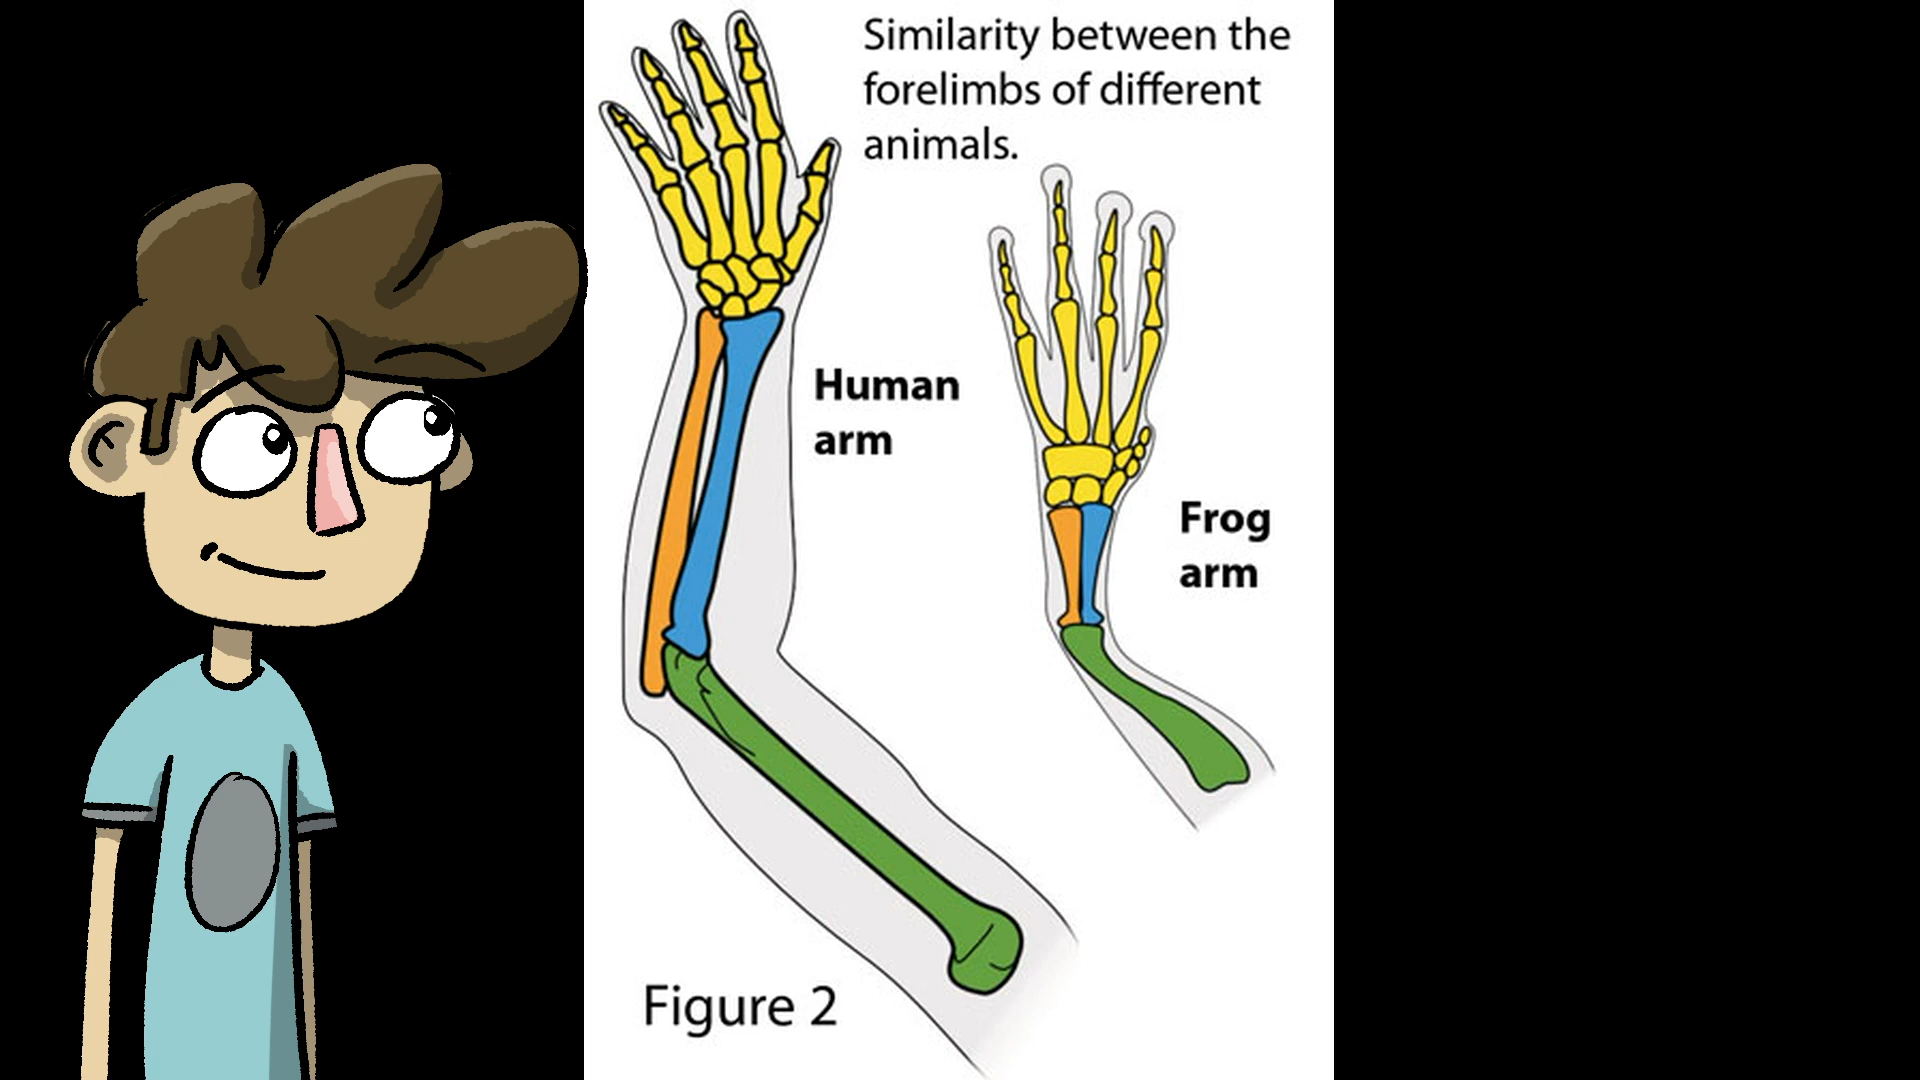 Similarity between the
forelimbs of different
animals.
Human
arm
Frog
arm
Figure 2